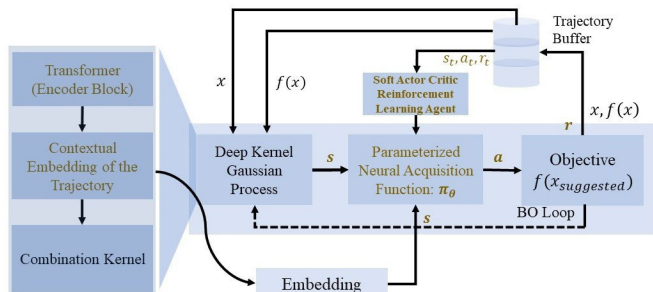 Trajectory
Buffer
Transformer
(Encoder Block)
Contextual
Embedding of the
Trajectory
Combination Kernel
x
f(x)
s_t, a_t, r_t
Soft Actor Critic
Reinforcement
Learning Agent
x, f(x)
r
Deep Kernel
Gaussian
Process
s
Parameterized
Neural Acquisition
Function: π_θ
a
Objective
f(x_suggested)
s
BO Loop
Embedding